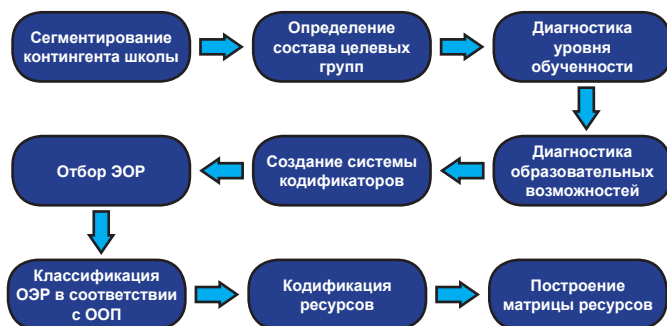 Сегментирование
контингента школы
Определение
состава целевых
групп
Диагностика
уровня
обученности
Диагностика
образовательных
возможностей
Создание системы
кодификаторов
Отбор ЭОР
Классификация
ОЭР в соответствии
с ООП
Кодификация
ресурсов
Построение
матрицы ресурсов